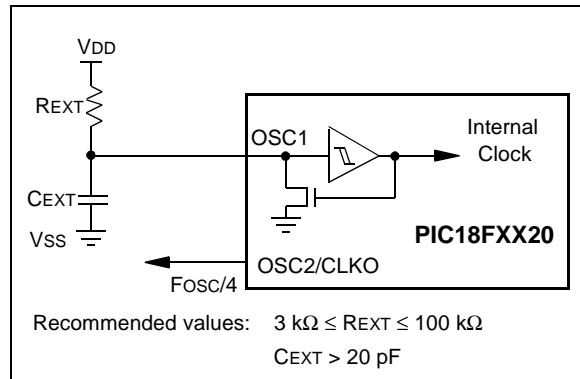 VDD
REXT
OSC1
Internal
Clock
CEXT
PIC18FXX20
VSS
OSC2/CLKO
FOSC/4
Recommended values: 3 kΩ ≤ REXT ≤ 100 kΩ
CEXT > 20 pF